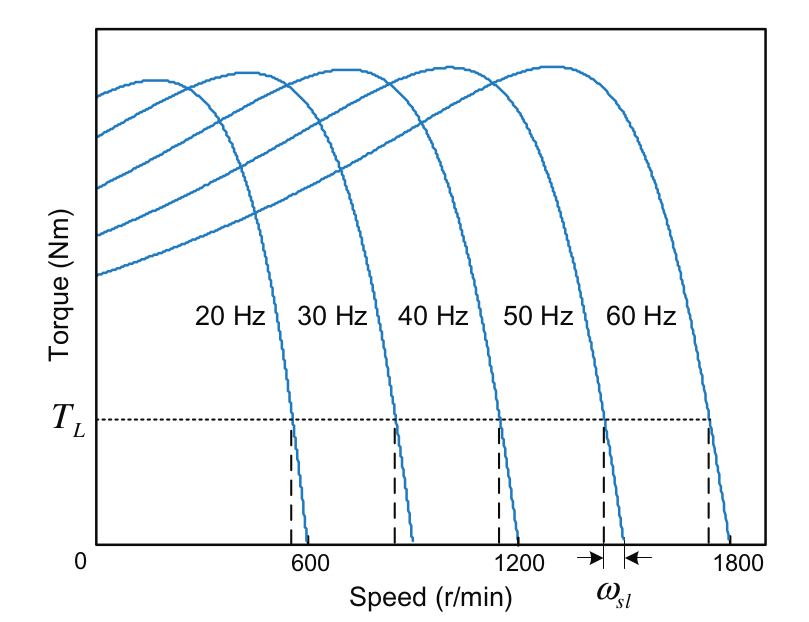 Torque (Nm)
20 Hz 30 Hz 40 Hz 50 Hz 60 Hz
T_L
0 600 1200 1800
Speed (r/min)
ω_sl